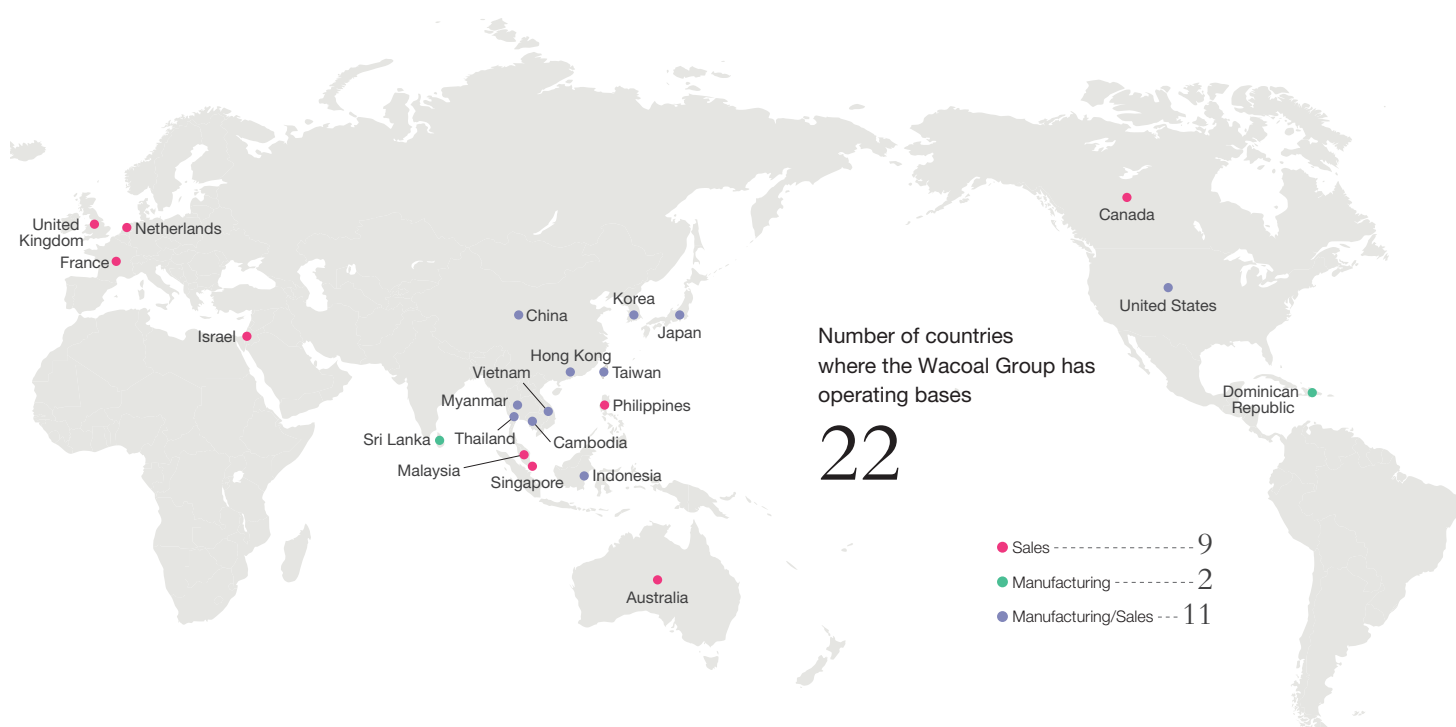 United
Kingdom
Netherlands
France
Israel
China
Korea
Japan
Hong Kong
Vietnam
Taiwan
Myanmar
Philippines
Sri Lanka
Thailand
Cambodia
Malaysia
Singapore
Indonesia
Australia
Number of countries
where the Wacoal Group has
operating bases
22
Canada
United States
Dominican
Republic
Sales 9
Manufacturing 2
Manufacturing/Sales 11